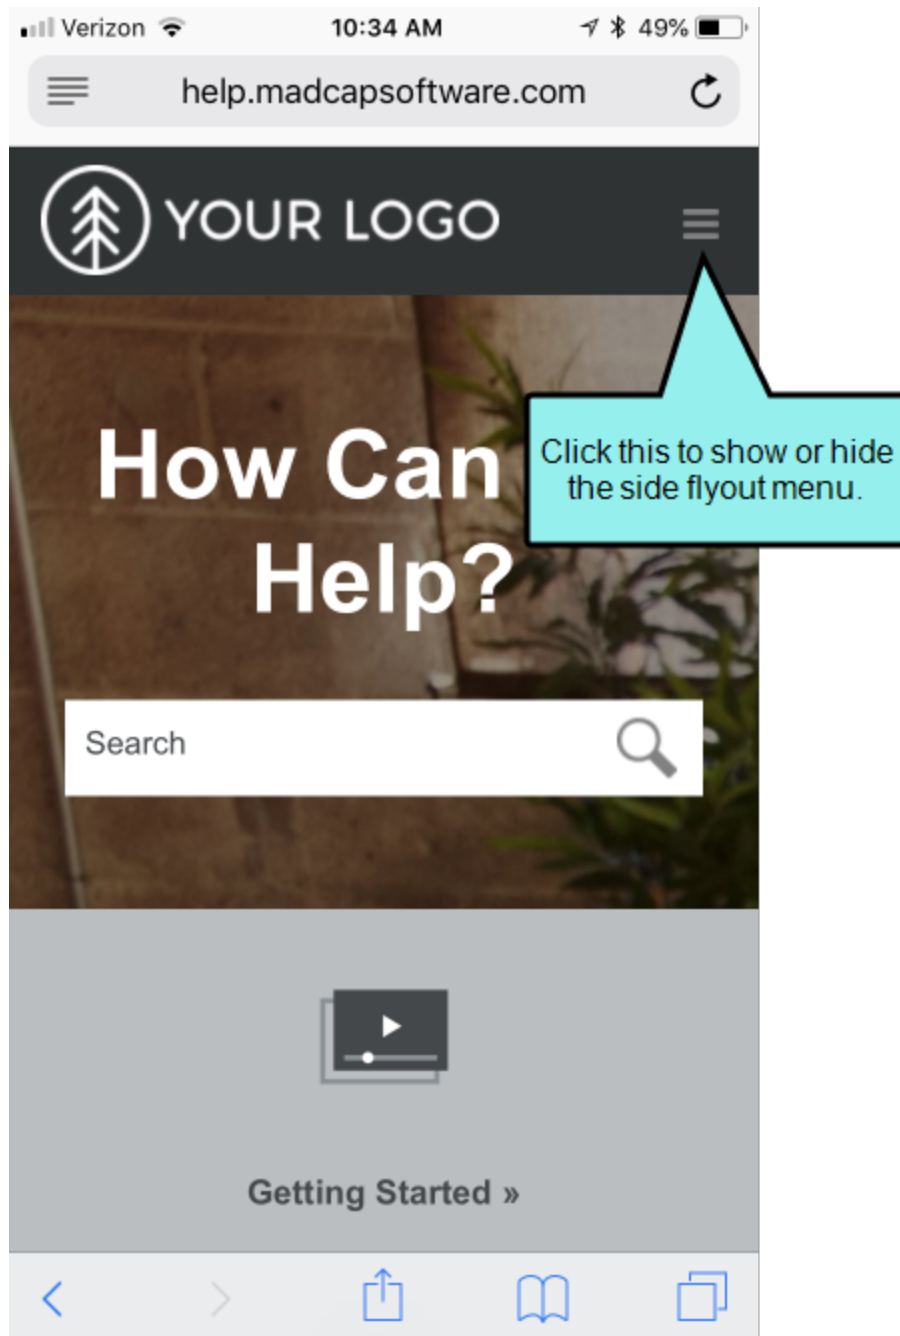 Verizon 10:34 AM 49%
help.madcapsoftware.com
YOUR LOGO
How Can
Click this to show or hide
the side flyout menu.
Help?
Search
Getting Started »